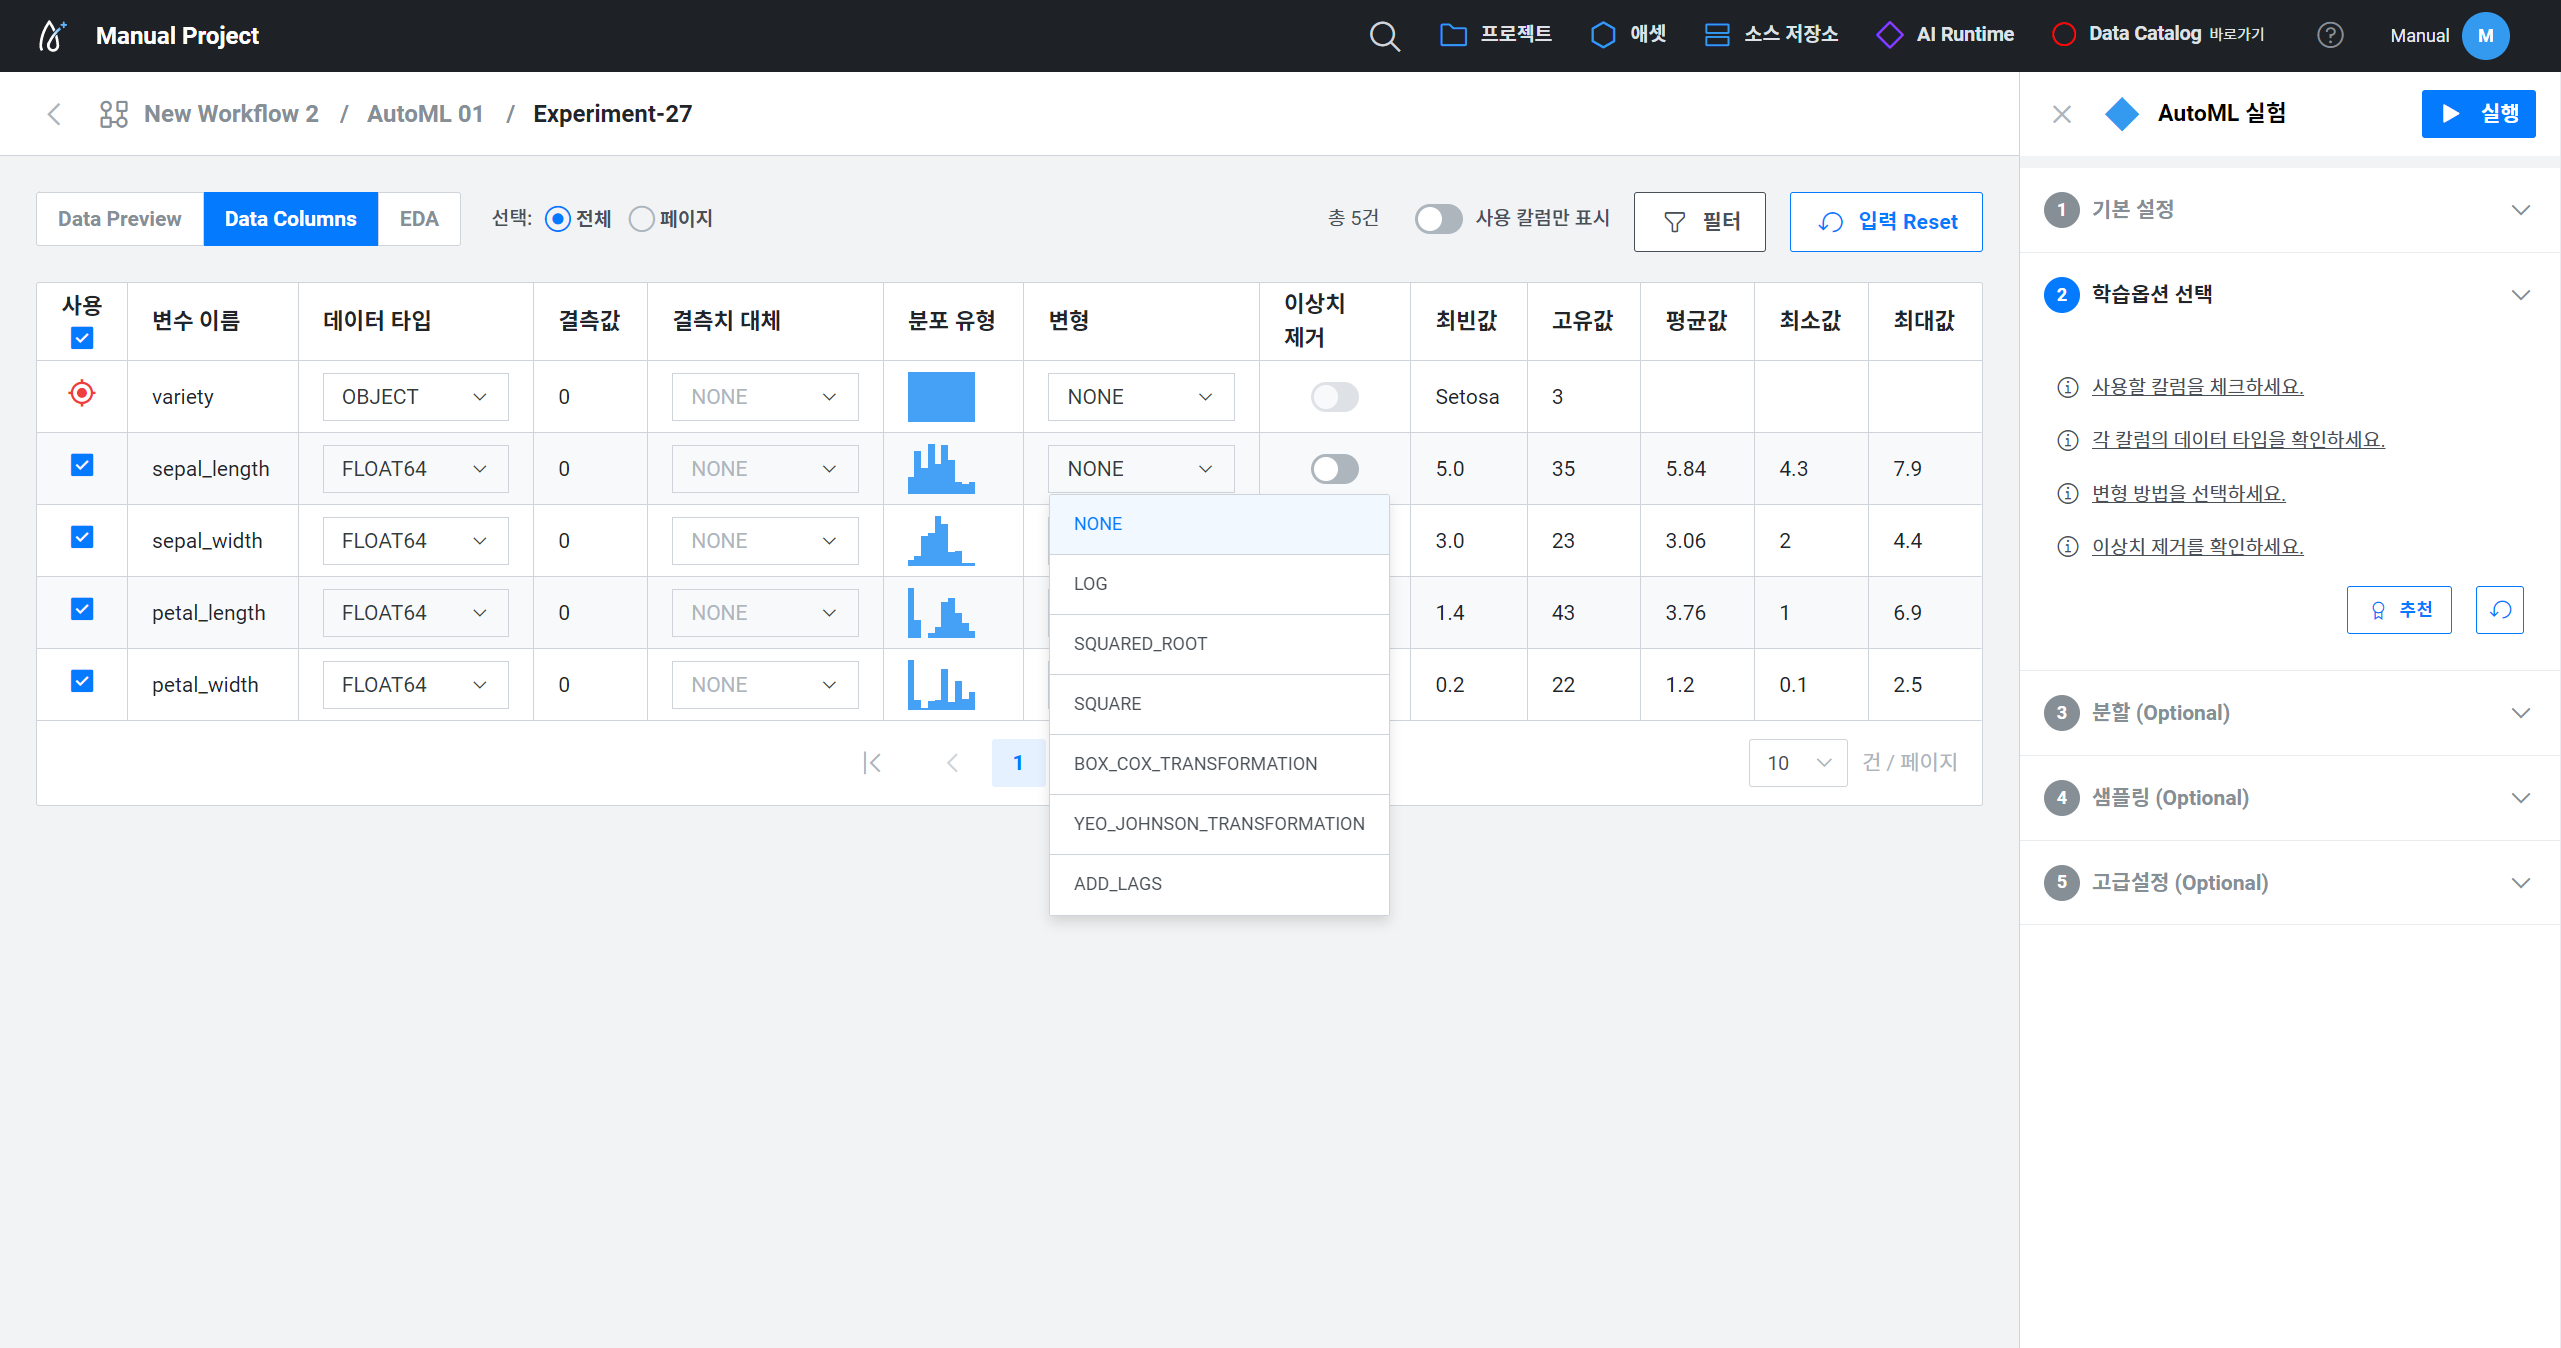 Manual Project
프로젝트
애셋
소스 저장소
AI Runtime
Data Catalog 바로가기
Manual
M
New Workflow 2 / AutoML 01 / Experiment-27
AutoML 실험
실행
Data Preview
Data Columns
EDA
선택: 전체 페이지
총 5건
사용 칼럼만 표시
필터
입력 Reset
사용 변수 이름 데이터 타입 결측값 결측치 대체 분포 유형 변형 이상치 제거 최빈값 고유값 평균값 최소값 최대값
variety OBJECT 0 NONE NONE Setosa 3
sepal_length FLOAT64 0 NONE NONE 5.0 35 5.84 4.3 7.9
sepal_width FLOAT64 0 NONE 3.0 23 3.06 2 4.4
petal_length FLOAT64 0 NONE 1.4 43 3.76 1 6.9
petal_width FLOAT64 0 NONE 0.2 22 1.2 0.1 2.5
NONE
LOG
SQUARED_ROOT
SQUARE
BOX_COX_TRANSFORMATION
YEO_JOHNSON_TRANSFORMATION
ADD_LAGS
1
10 건 / 페이지
1 기본 설정
2 학습옵션 선택
사용할 칼럼을 체크하세요.
각 칼럼의 데이터 타입을 확인하세요.
변형 방법을 선택하세요.
이상치 제거를 확인하세요.
추천
3 분할 (Optional)
4 샘플링 (Optional)
5 고급설정 (Optional)